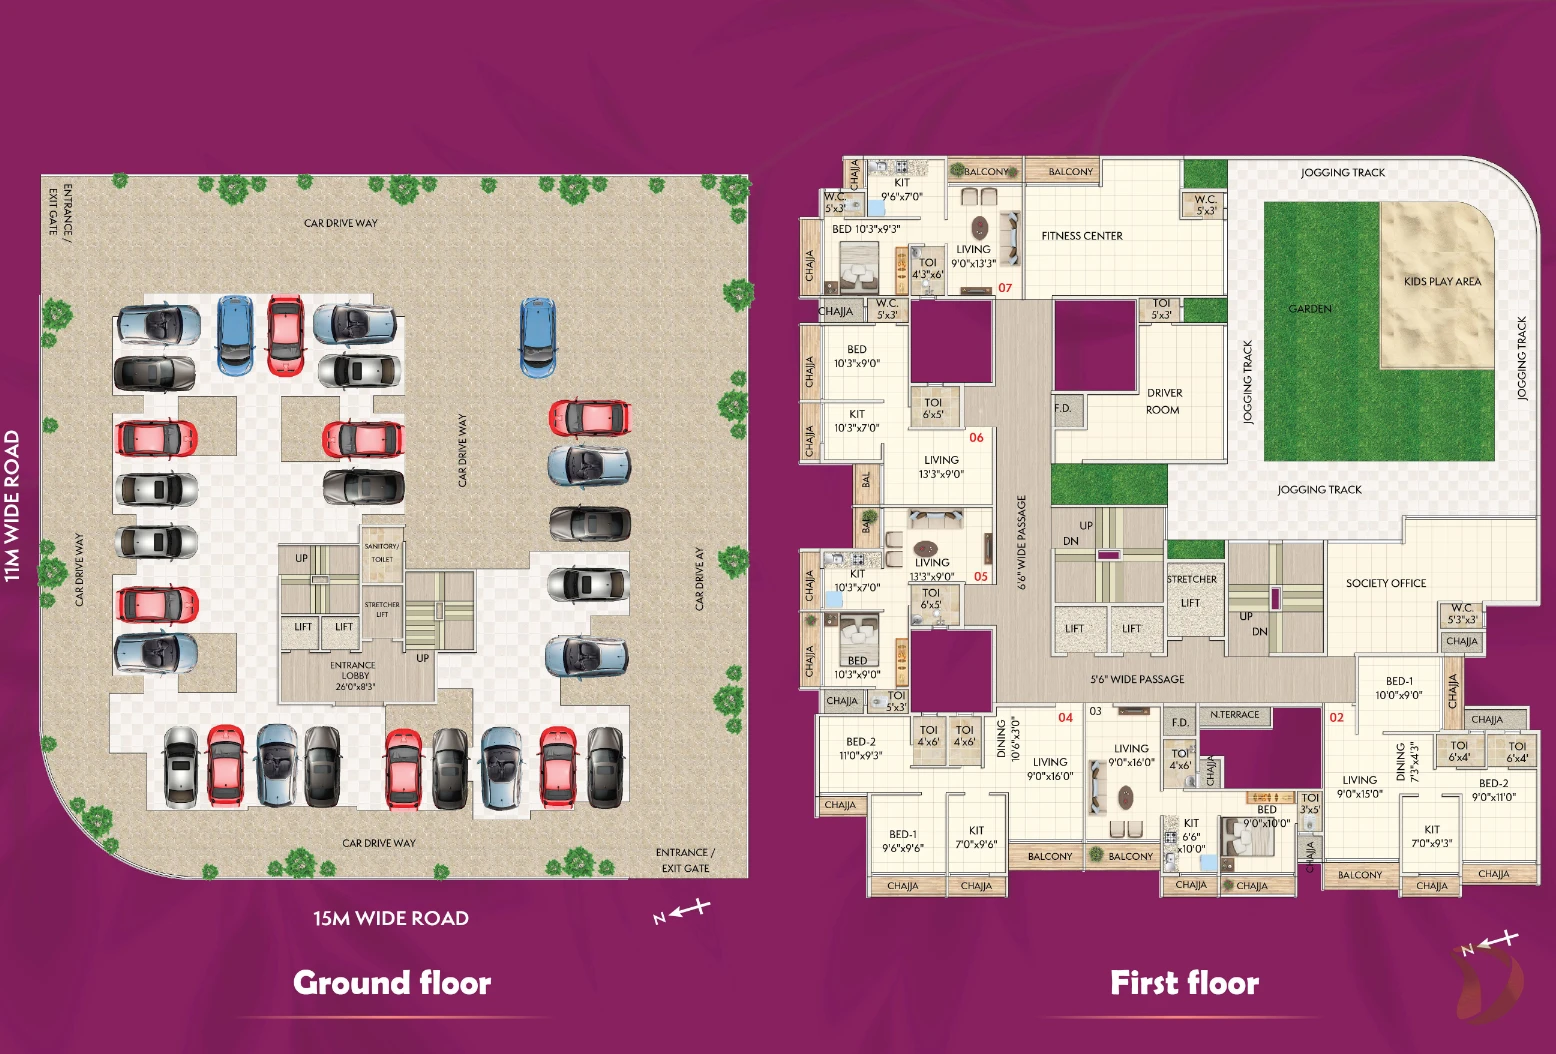 ENTRANCE /
EXIT GATE
CAR DRIVE WAY
11M WIDE ROAD
CAR DRIVE WAY
CAR DRIVE WAY
CAR DRIVE AY
UP
SANITORY/
TOILET
STRETCHER
LIFT
LIFT
LIFT
UP
ENTRANCE
LOBBY
26'0"x8'3"
CAR DRIVE WAY
ENTRANCE /
EXIT GATE
15M WIDE ROAD
N
Ground floor
CHAJJA
KIT
9'6"x7'0"
BALCONY
BALCONY
W.C.
5'x3'
BED 10'3"x9'3"
CHAJJA
TOI
4'3"x6'
LIVING
9'0"x13'3"
07
FITNESS CENTER
W.C.
5'x3'
JOGGING TRACK
GARDEN
KIDS PLAY AREA
JOGGING TRACK
JOGGING TRACK
JOGGING TRACK
CHAJJA
W.C.
5'x3'
TOI
5'x3'
CHAJJA
BED
10'3"x9'0"
CHAJJA
KIT
10'3"x7'0"
TOI
6'x5'
06
LIVING
13'3"x9'0"
F.D.
DRIVER
ROOM
BAL
BAL
6'6" WIDE PASSAGE
UP
DN
CHAJJA
KIT
10'3"x7'0"
LIVING
13'3"x9'0"
05
TOI
6'x5'
STRETCHER
LIFT
LIFT
LIFT
UP
DN
SOCIETY OFFICE
W.C.
5'3"x3'
CHAJJA
CHAJJA
BED
10'3"x9'0"
CHAJJA
TOI
5'x3'
5'6" WIDE PASSAGE
BED-1
10'0"x9'0"
CHAJJA
CHAJJA
BED-2
11'0"x9'3"
TOI
4'x6'
TOI
4'x6'
DINING
10'6"x3'0"
04
LIVING
9'0"x16'0"
03
LIVING
9'0"x16'0"
F.D.
N.TERRACE
TOI
4'x6'
CHAJJA
02
LIVING
9'0"x15'0"
DINING
7'3"x4'3"
TOI
6'x4'
TOI
6'x4'
BED-2
9'0"x11'0"
CHAJJA
BED-1
9'6"x9'6"
KIT
7'0"x9'6"
KIT
6'6"
x10'0"
BED
9'0"x10'0"
TOI
3'x5'
CHAJJA
KIT
7'0"x9'3"
BALCONY
BALCONY
BALCONY
CHAJJA
CHAJJA
CHAJJA
CHAJJA
CHAJJA
CHAJJA
N
First floor